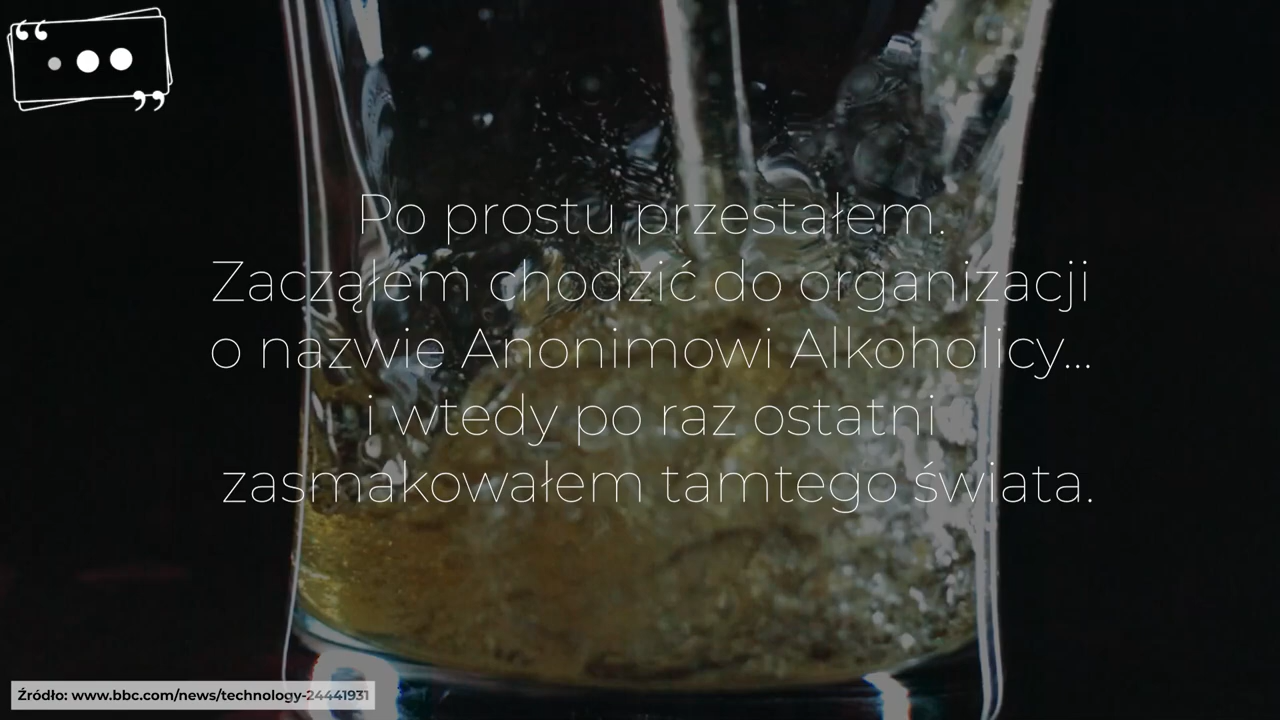 Po prostu przestałem.
Zacząłem chodzić do organizacji
o nazwie Anonimowi Alkoholicy...
i wtedy po raz ostatni
zasmakowałem tamtego świata.
Źródło: www.bbc.com/news/technology-24441931